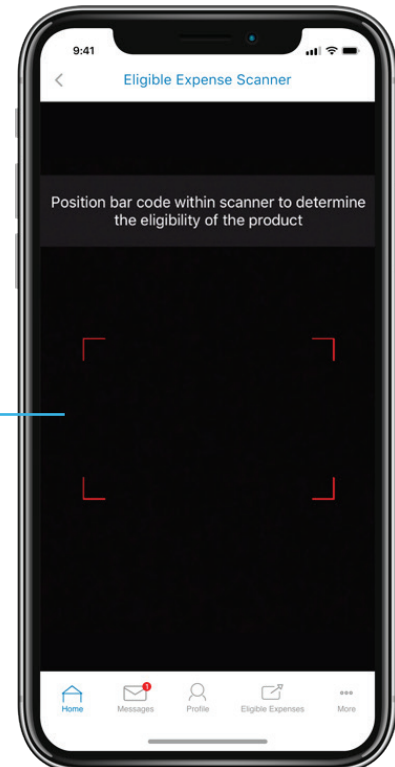 9:41
Eligible Expense Scanner
Position bar code within scanner to determine
the eligibility of the product
1
Home Messages Profile Eligible Expenses More